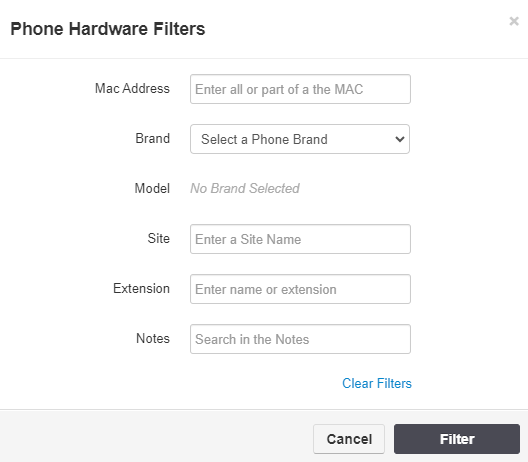 Phone Hardware Filters
×
Mac Address
Enter all or part of a the MAC
Brand
Select a Phone Brand
Model
No Brand Selected
Site
Enter a Site Name
Extension
Enter name or extension
Notes
Search in the Notes
Clear Filters
Cancel
Filter